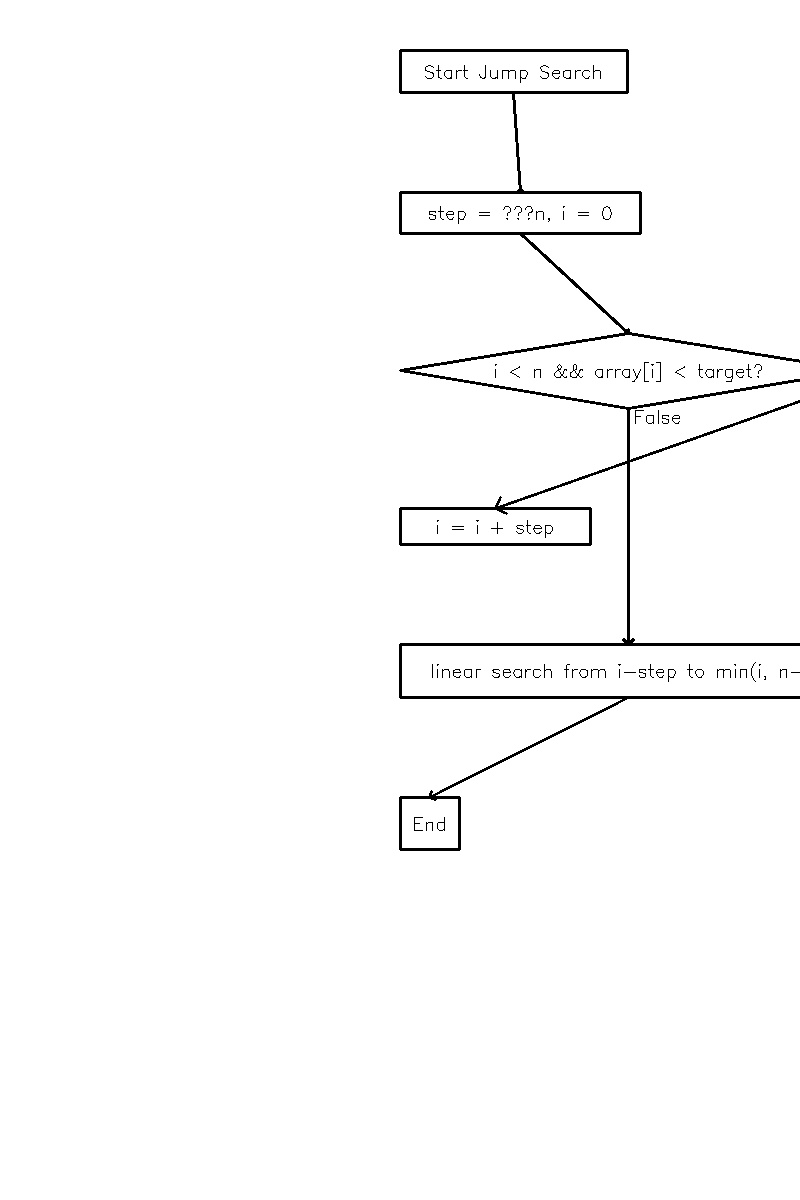 Start Jump Search
step = ???n, i = 0
i < n && array[i] < target?
False
i = i + step
linear search from i-step to min(i, n-
End